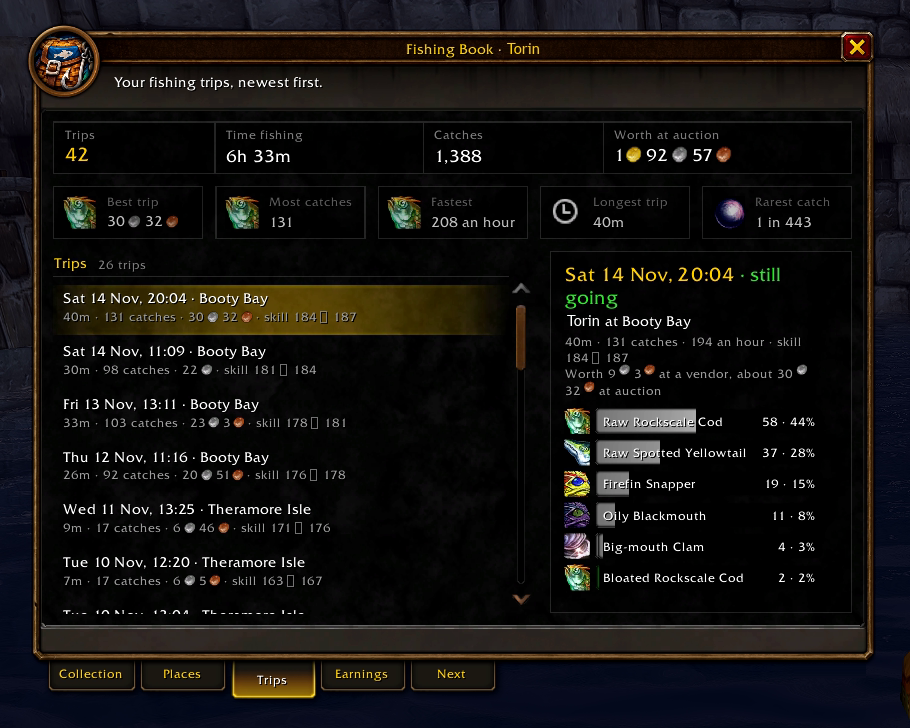 Fishing Book · Torin
Your fishing trips, newest first.
Trips
42
Time fishing
6h 33m
Catches
1,388
Worth at auction
1 92 57
Best trip
30 32
Most catches
131
Fastest
208 an hour
Longest trip
40m
Rarest catch
1 in 443
Trips 26 trips
Sat 14 Nov, 20:04 · Booty Bay
40m · 131 catches · 30 32 · skill 184 ▯ 187
Sat 14 Nov, 11:09 · Booty Bay
30m · 98 catches · 22 · skill 181 ▯ 184
Fri 13 Nov, 13:11 · Booty Bay
33m · 103 catches · 23 3 · skill 178 ▯ 181
Thu 12 Nov, 11:16 · Booty Bay
26m · 92 catches · 20 51 · skill 176 ▯ 178
Wed 11 Nov, 13:25 · Theramore Isle
9m · 17 catches · 6 46 · skill 171 ▯ 176
Tue 10 Nov, 12:20 · Theramore Isle
7m · 17 catches · 6 5 · skill 163 ▯ 167
Sat 14 Nov, 20:04 · still
going
Torin at Booty Bay
40m · 131 catches · 194 an hour · skill
184 ▯ 187
Worth 9 3 at a vendor, about 30
32 at auction
Raw Rockscale Cod 58 · 44%
Raw Spotted Yellowtail 37 · 28%
Firefin Snapper 19 · 15%
Oily Blackmouth 11 · 8%
Big-mouth Clam 4 · 3%
Bloated Rockscale Cod 2 · 2%
Collection
Places
Trips
Earnings
Next